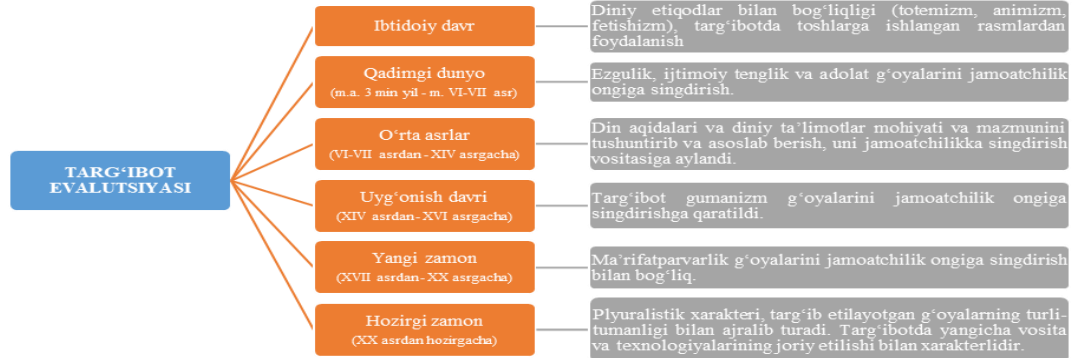 TARG‘IBOT
EVALUTSIYASI
Ibtidoiy davr
Diniy etiqodlar bilan bog‘liqligi (totemizm, animizm,
fetishizm), targ‘ibotda toshlarga ishlangan rasmlardan
foydalanish
Qadimgi dunyo
(m.a. 3 min yil - m. VI-VII asr)
Ezgulik, ijtimoiy tenglik va adolat g‘oyalarini jamoatchilik
ongiga singdirish.
O‘rta asrlar
(VI-VII asrdan - XIV asrgacha)
Din aqidalari va diniy ta’limotlar mohiyati va mazmunini
tushuntirib va asoslab berish, uni jamoatchilikka singdirish
vositasiga aylandi.
Uyg‘onish davri
(XIV asrdan- XVI asrgacha)
Targ‘ibot gumanizm g‘oyalarini jamoatchilik ongiga
singdirishga qaratildi.
Yangi zamon
(XVII asrdan- XX asrgacha)
Ma’rifatparvarlik g‘oyalarini jamoatchilik ongiga singdirish
bilan bog‘liq.
Hozirgi zamon
(XX asrdan hozirgacha)
Plyuralistik xarakteri, targ‘ib etilayotgan g‘oyalarning turli-
tumanligi bilan ajralib turadi. Targ‘ibotda yangicha vosita
va texnologiyalarining joriy etilishi bilan xarakterlidir.